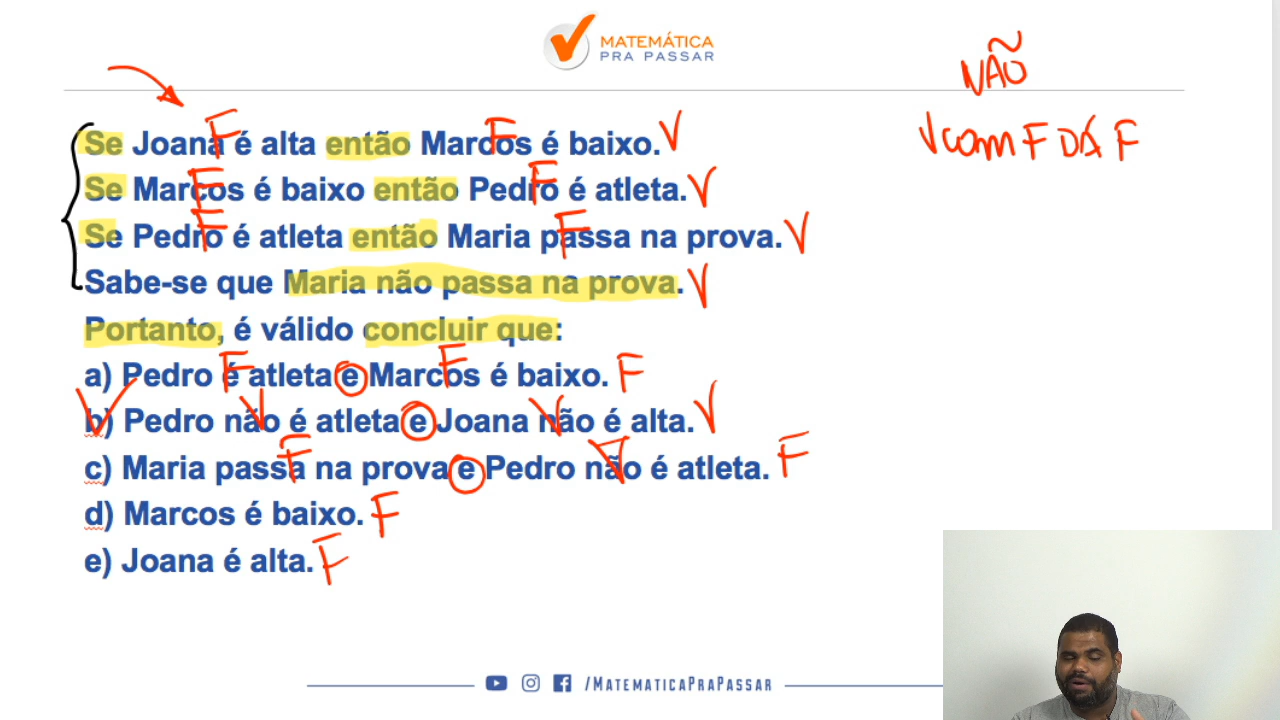 MATEMÁTICA
PRA PASSAR
NÃO
V com F DÁ F
Se Joana é alta então Marcos é baixo. V
F F
Se Marcos é baixo então Pedro é atleta. V
F F
Se Pedro é atleta então Maria passa na prova. V
F F
Sabe-se que Maria não passa na prova. V
Portanto, é válido concluir que:
a) Pedro é atleta e Marcos é baixo. F
F F
b) Pedro não é atleta e Joana não é alta. V
V V
c) Maria passa na prova e Pedro não é atleta. F
F V
d) Marcos é baixo. F
e) Joana é alta. F
/MatematicaPraPassar